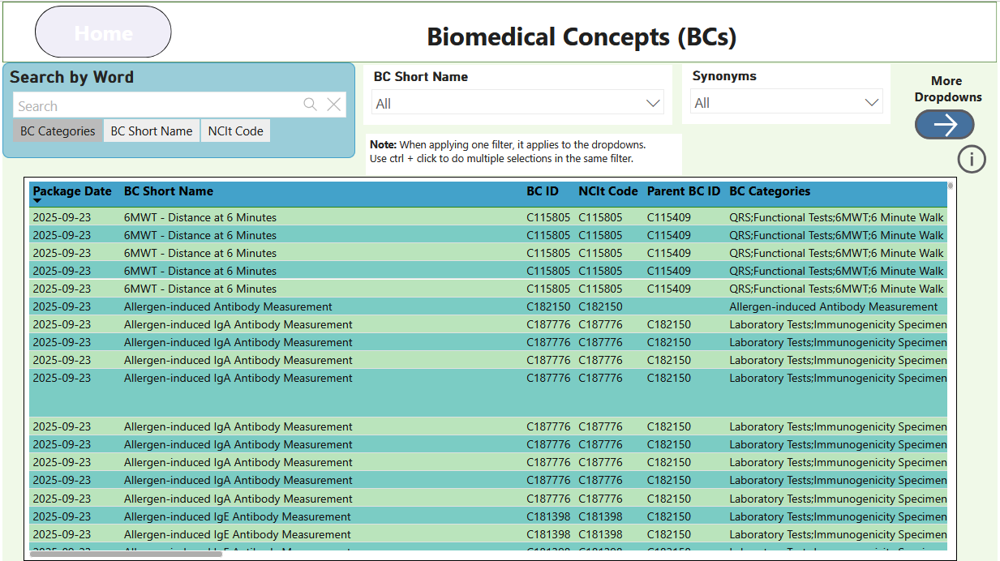 Home
Biomedical Concepts (BCs)
Search by Word
Search
BC Categories BC Short Name NCIt Code
BC Short Name
All
Synonyms
All
More
Dropdowns
Note: When applying one filter, it applies to the dropdowns.
Use ctrl + click to do multiple selections in the same filter.
i
Package Date BC Short Name BC ID NCIt Code Parent BC ID BC Categories
2025-09-23 6MWT - Distance at 6 Minutes C115805 C115805 C115409 QRS;Functional Tests;6MWT;6 Minute Walk
2025-09-23 6MWT - Distance at 6 Minutes C115805 C115805 C115409 QRS;Functional Tests;6MWT;6 Minute Walk
2025-09-23 6MWT - Distance at 6 Minutes C115805 C115805 C115409 QRS;Functional Tests;6MWT;6 Minute Walk
2025-09-23 6MWT - Distance at 6 Minutes C115805 C115805 C115409 QRS;Functional Tests;6MWT;6 Minute Walk
2025-09-23 6MWT - Distance at 6 Minutes C115805 C115805 C115409 QRS;Functional Tests;6MWT;6 Minute Walk
2025-09-23 Allergen-induced Antibody Measurement C182150 C182150 Allergen-induced Antibody Measurement
2025-09-23 Allergen-induced IgA Antibody Measurement C187776 C187776 C182150 Laboratory Tests;Immunogenicity Specimen
2025-09-23 Allergen-induced IgA Antibody Measurement C187776 C187776 C182150 Laboratory Tests;Immunogenicity Specimen
2025-09-23 Allergen-induced IgA Antibody Measurement C187776 C187776 C182150 Laboratory Tests;Immunogenicity Specimen
2025-09-23 Allergen-induced IgA Antibody Measurement C187776 C187776 C182150 Laboratory Tests;Immunogenicity Specimen
2025-09-23 Allergen-induced IgA Antibody Measurement C187776 C187776 C182150 Laboratory Tests;Immunogenicity Specimen
2025-09-23 Allergen-induced IgA Antibody Measurement C187776 C187776 C182150 Laboratory Tests;Immunogenicity Specimen
2025-09-23 Allergen-induced IgA Antibody Measurement C187776 C187776 C182150 Laboratory Tests;Immunogenicity Specimen
2025-09-23 Allergen-induced IgA Antibody Measurement C187776 C187776 C182150 Laboratory Tests;Immunogenicity Specimen
2025-09-23 Allergen-induced IgA Antibody Measurement C187776 C187776 C182150 Laboratory Tests;Immunogenicity Specimen
2025-09-23 Allergen-induced IgE Antibody Measurement C181398 C181398 C182150 Laboratory Tests;Immunogenicity Specimen
2025-09-23 Allergen-induced IgE Antibody Measurement C181398 C181398 C182150 Laboratory Tests;Immunogenicity Specimen